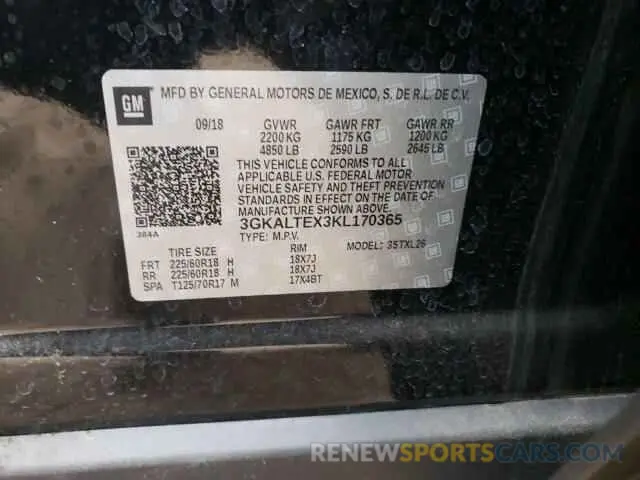 GM
MFD BY GENERAL MOTORS DE MEXICO, S. DE R.L. DE C.V.
09/18 GVWR GAWR FRT GAWR RR
2200 KG 1175 KG 1200 KG
4850 LB 2590 LB 2645 LB
THIS VEHICLE CONFORMS TO ALL
APPLICABLE U.S. FEDERAL MOTOR
VEHICLE SAFETY AND THEFT PREVENTION
STANDARDS IN EFFECT ON THE DATE OF
MANUFACTURE SHOWN ABOVE.
3GKALTEX3KL170365
384A
TYPE: M.P.V. MODEL: 3STXL26
TIRE SIZE RIM
FRT 225/60R18 H 18X7J
RR 225/60R18 H 18X7J
SPA T125/70R17 M 17X4BT
RENEWSPORTSCARS.COM